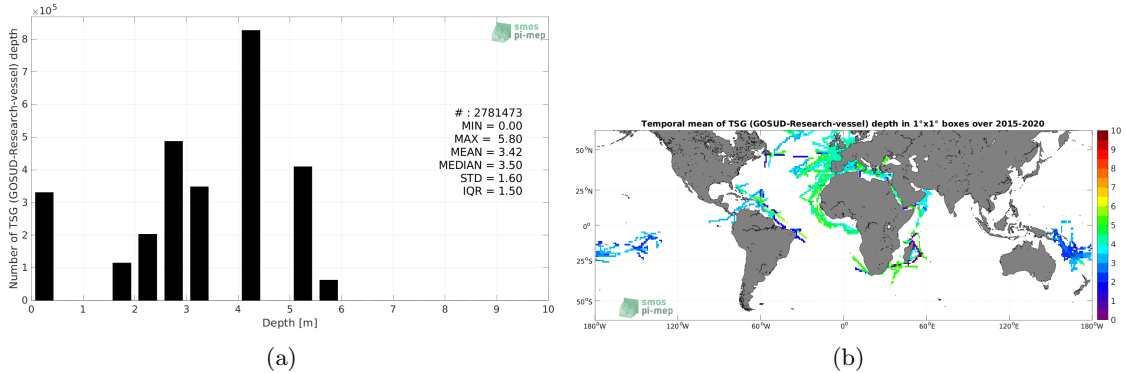 ×10^5
8
7
6
5
4
3
2
1
0
Number of TSG (GOSUD-Research-vessel) depth
smos
pi-mep
# : 2781473
MIN = 0.00
MAX = 5.80
MEAN = 3.42
MEDIAN = 3.50
STD = 1.60
IQR = 1.50
0 1 2 3 4 5 6 7 8 9 10
Depth [m]
(a)
Temporal mean of TSG (GOSUD-Research-vessel) depth in 1°x1° boxes over 2015-2020
50°N
25°N
0°
25°S
50°S
smos
pi-mep
180°W 120°W 60°W 0° 60°E 120°E 180°W
10
9
8
7
6
5
4
3
2
1
0
(b)